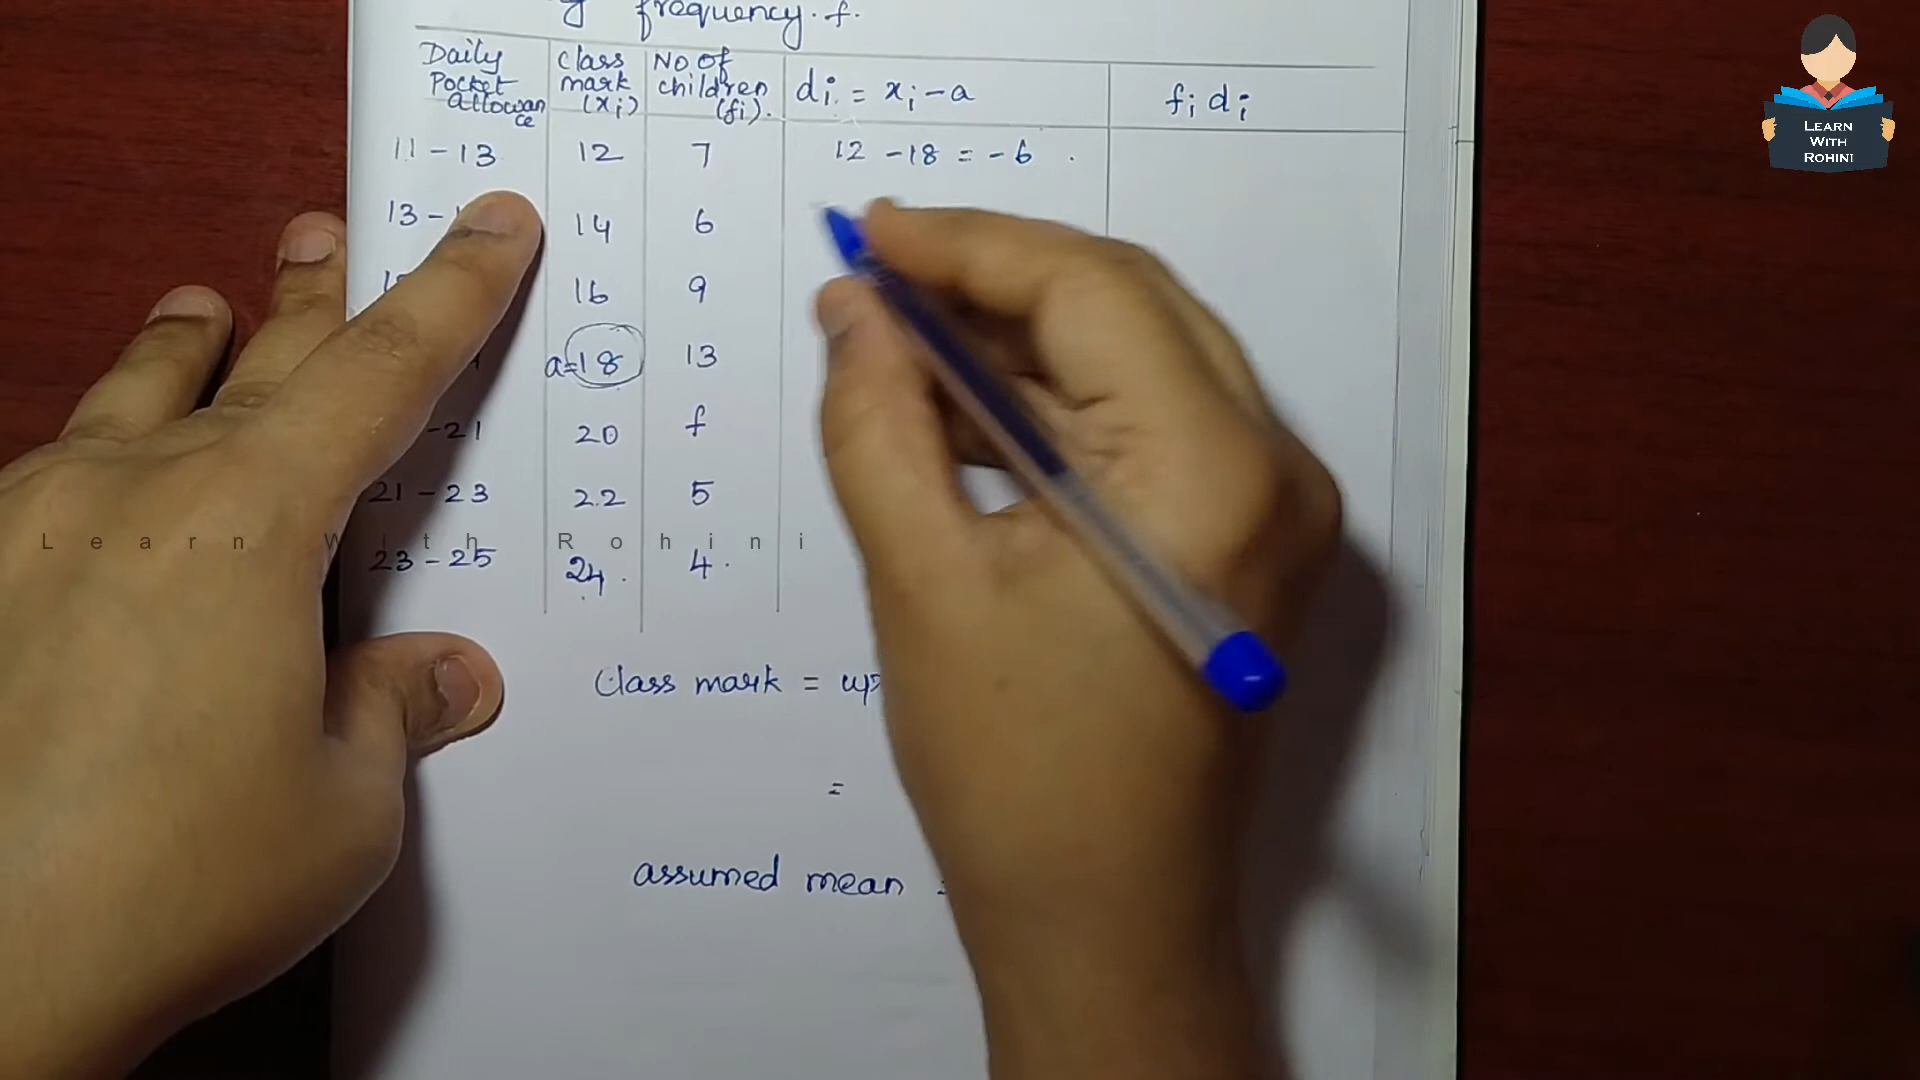 frequency. f.
Daily Pocket allowance
class mark (xi)
No of children (fi).
di = xi - a
fi di
11 - 13 12 7 12 - 18 = - 6 .
13 - 14 6
16 9
a = 18 13
- 21 20 f
21 - 23 22 5
23 - 25 24 . 4 .
Class mark =
=
assumed mean
Learn With Rohini
LEARN
WITH
ROHINI